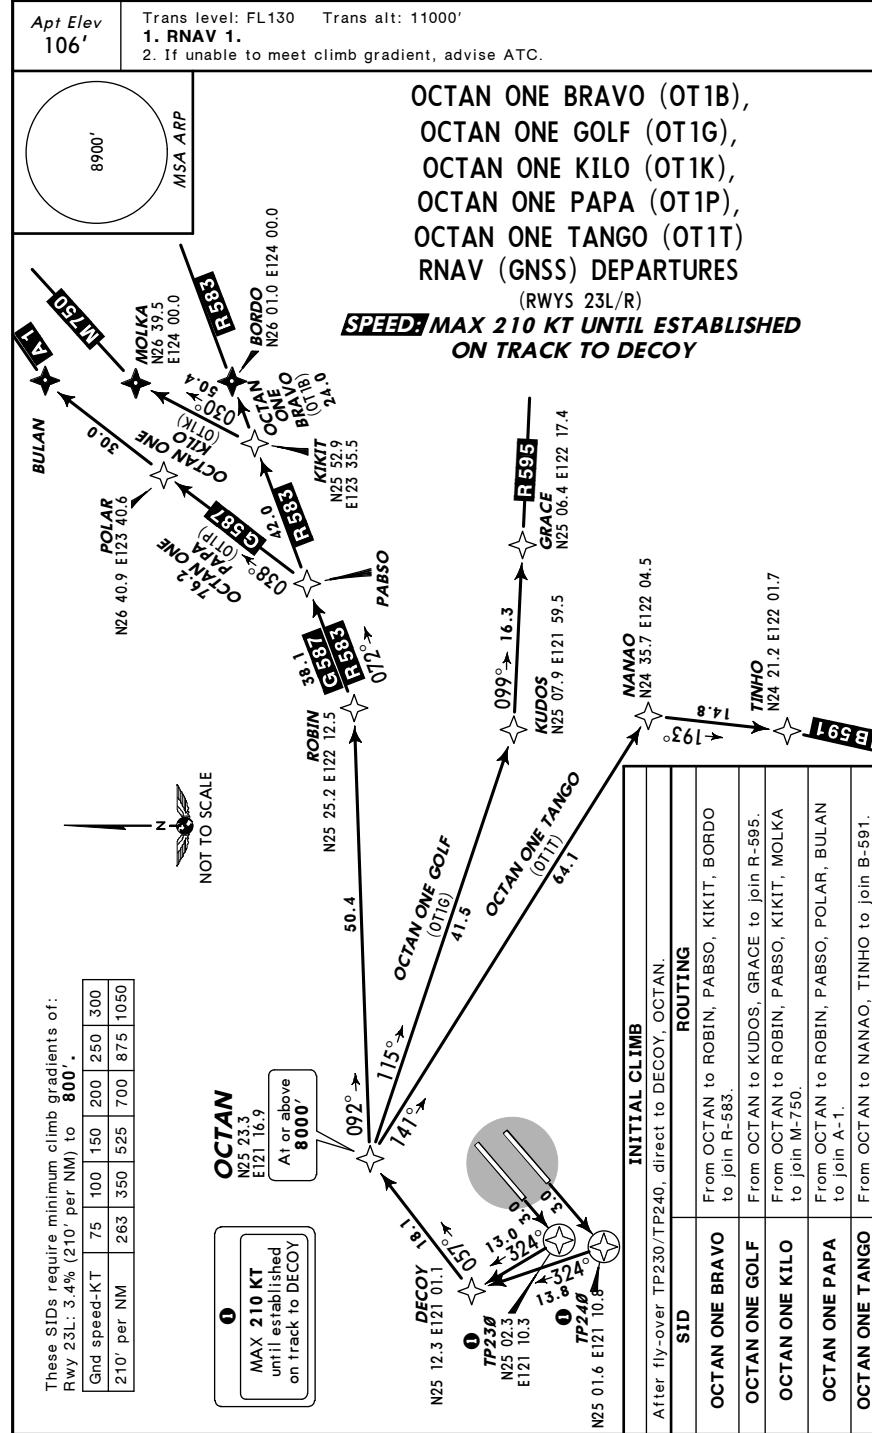 Apt Elev
106'
Trans level: FL130 Trans alt: 11000'
1. RNAV 1.
2. If unable to meet climb gradient, advise ATC.
8900'
MSA ARP
OCTAN ONE BRAVO (OT1B),
OCTAN ONE GOLF (OT1G),
OCTAN ONE KILO (OT1K),
OCTAN ONE PAPA (OT1P),
OCTAN ONE TANGO (OT1T)
RNAV (GNSS) DEPARTURES
(RWYS 23L/R)
SPEED: MAX 210 KT UNTIL ESTABLISHED
ON TRACK TO DECOY
A 1
BULAN
M 750
MOLKA
N26 39.5
E124 00.0
R 583
BORDO
N26 01.0 E124 00.0
30.0
OCTAN ONE
KILO
(OT1K)
030°
50.4
OCTAN
ONE
BRAVO
(OT1B)
24.0
KIKIT
N25 52.9
E123 35.5
POLAR
N26 40.9 E123 40.6
G 587
R 583
42.0
76.2
OCTAN ONE
PAPA
(OT1P)
038°
PABSO
38.1
G 587
R 583
072°
ROBIN
N25 25.2 E122 12.5
R 595
GRACE
N25 06.4 E122 17.4
099°
16.3
KUDOS
N25 07.9 E121 59.5
NANAO
N24 35.7 E122 04.5
193°
14.8
TINHO
N24 21.2 E122 01.7
B 591
N
NOT TO SCALE
50.4
OCTAN ONE GOLF
(OT1G)
41.5
OCTAN ONE TANGO
(OT1T)
64.1
092°
115°
141°
OCTAN
N25 23.3
E121 16.9
At or above
8000'
18.1
057°
DECOY
N25 12.3 E121 01.1
13.0
324°
3.0
3.0
324°
13.8
1
TP230
N25 02.3
E121 10.3
1
TP240
N25 01.6 E121 10.8
1
MAX 210 KT
until established
on track to DECOY
These SIDs require minimum climb gradients of:
Rwy 23L: 3.4% (210' per NM) to 800'.
Gnd speed-KT 75 100 150 200 250 300
210' per NM 263 350 525 700 875 1050
INITIAL CLIMB
After fly-over TP230/TP240, direct to DECOY, OCTAN.
SID ROUTING
OCTAN ONE BRAVO From OCTAN to ROBIN, PABSO, KIKIT, BORDO
to join R-583.
OCTAN ONE GOLF From OCTAN to KUDOS, GRACE to join R-595.
OCTAN ONE KILO From OCTAN to ROBIN, PABSO, KIKIT, MOLKA
to join M-750.
OCTAN ONE PAPA From OCTAN to ROBIN, PABSO, POLAR, BULAN
to join A-1.
OCTAN ONE TANGO From OCTAN to NANAO, TINHO to join B-591.